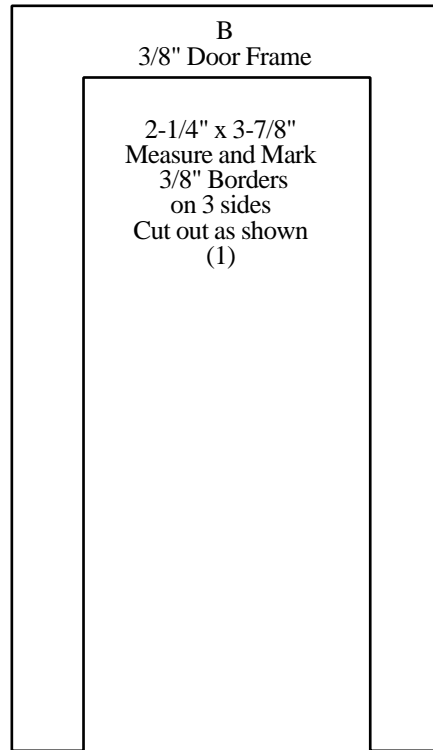 B
3/8" Door Frame
2-1/4" x 3-7/8"
Measure and Mark
3/8" Borders
on 3 sides
Cut out as shown
(1)